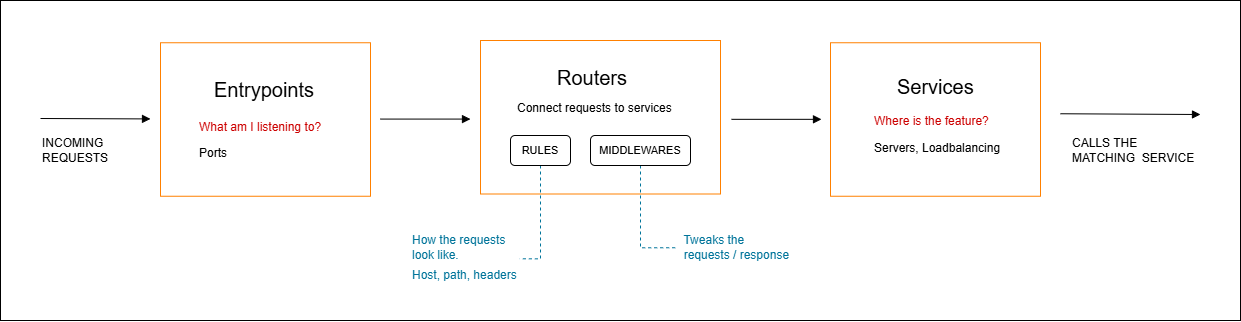 INCOMING
REQUESTS
Entrypoints
What am I listening to?
Ports
Routers
Connect requests to services
RULES
MIDDLEWARES
How the requests
look like.
Host, path, headers
Tweaks the
requests / response
Services
Where is the feature?
Servers, Loadbalancing
CALLS THE
MATCHING SERVICE